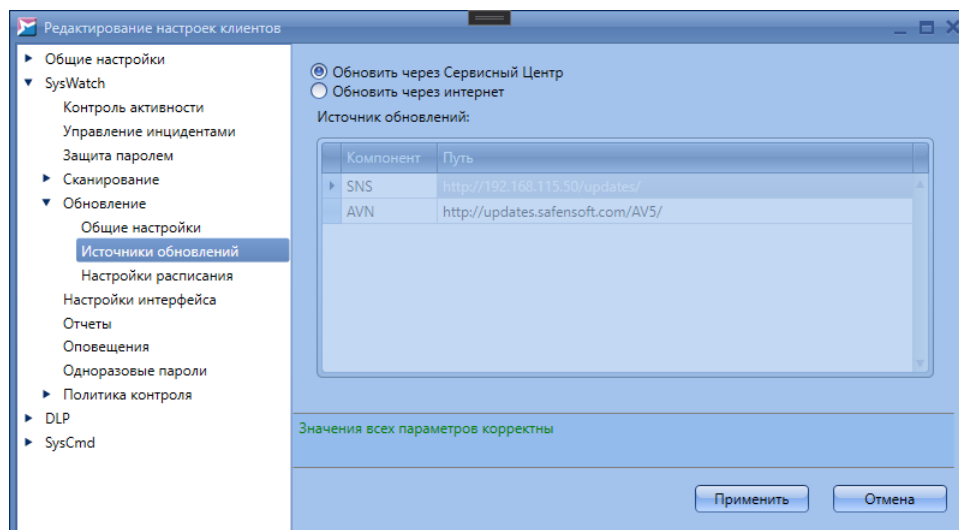 Редактирование настроек клиентов
Общие настройки
SysWatch
Контроль активности
Управление инцидентами
Защита паролем
Сканирование
Обновление
Общие настройки
Источники обновлений
Настройки расписания
Настройки интерфейса
Отчеты
Оповещения
Одноразовые пароли
Политика контроля
DLP
SysCmd
Обновить через Сервисный Центр
Обновить через интернет
Источник обновлений:
Компонент Путь
SNS http://192.168.115.50/updates/
AVN http://updates.safensoft.com/AV5/
Значения всех параметров корректны
Применить Отмена